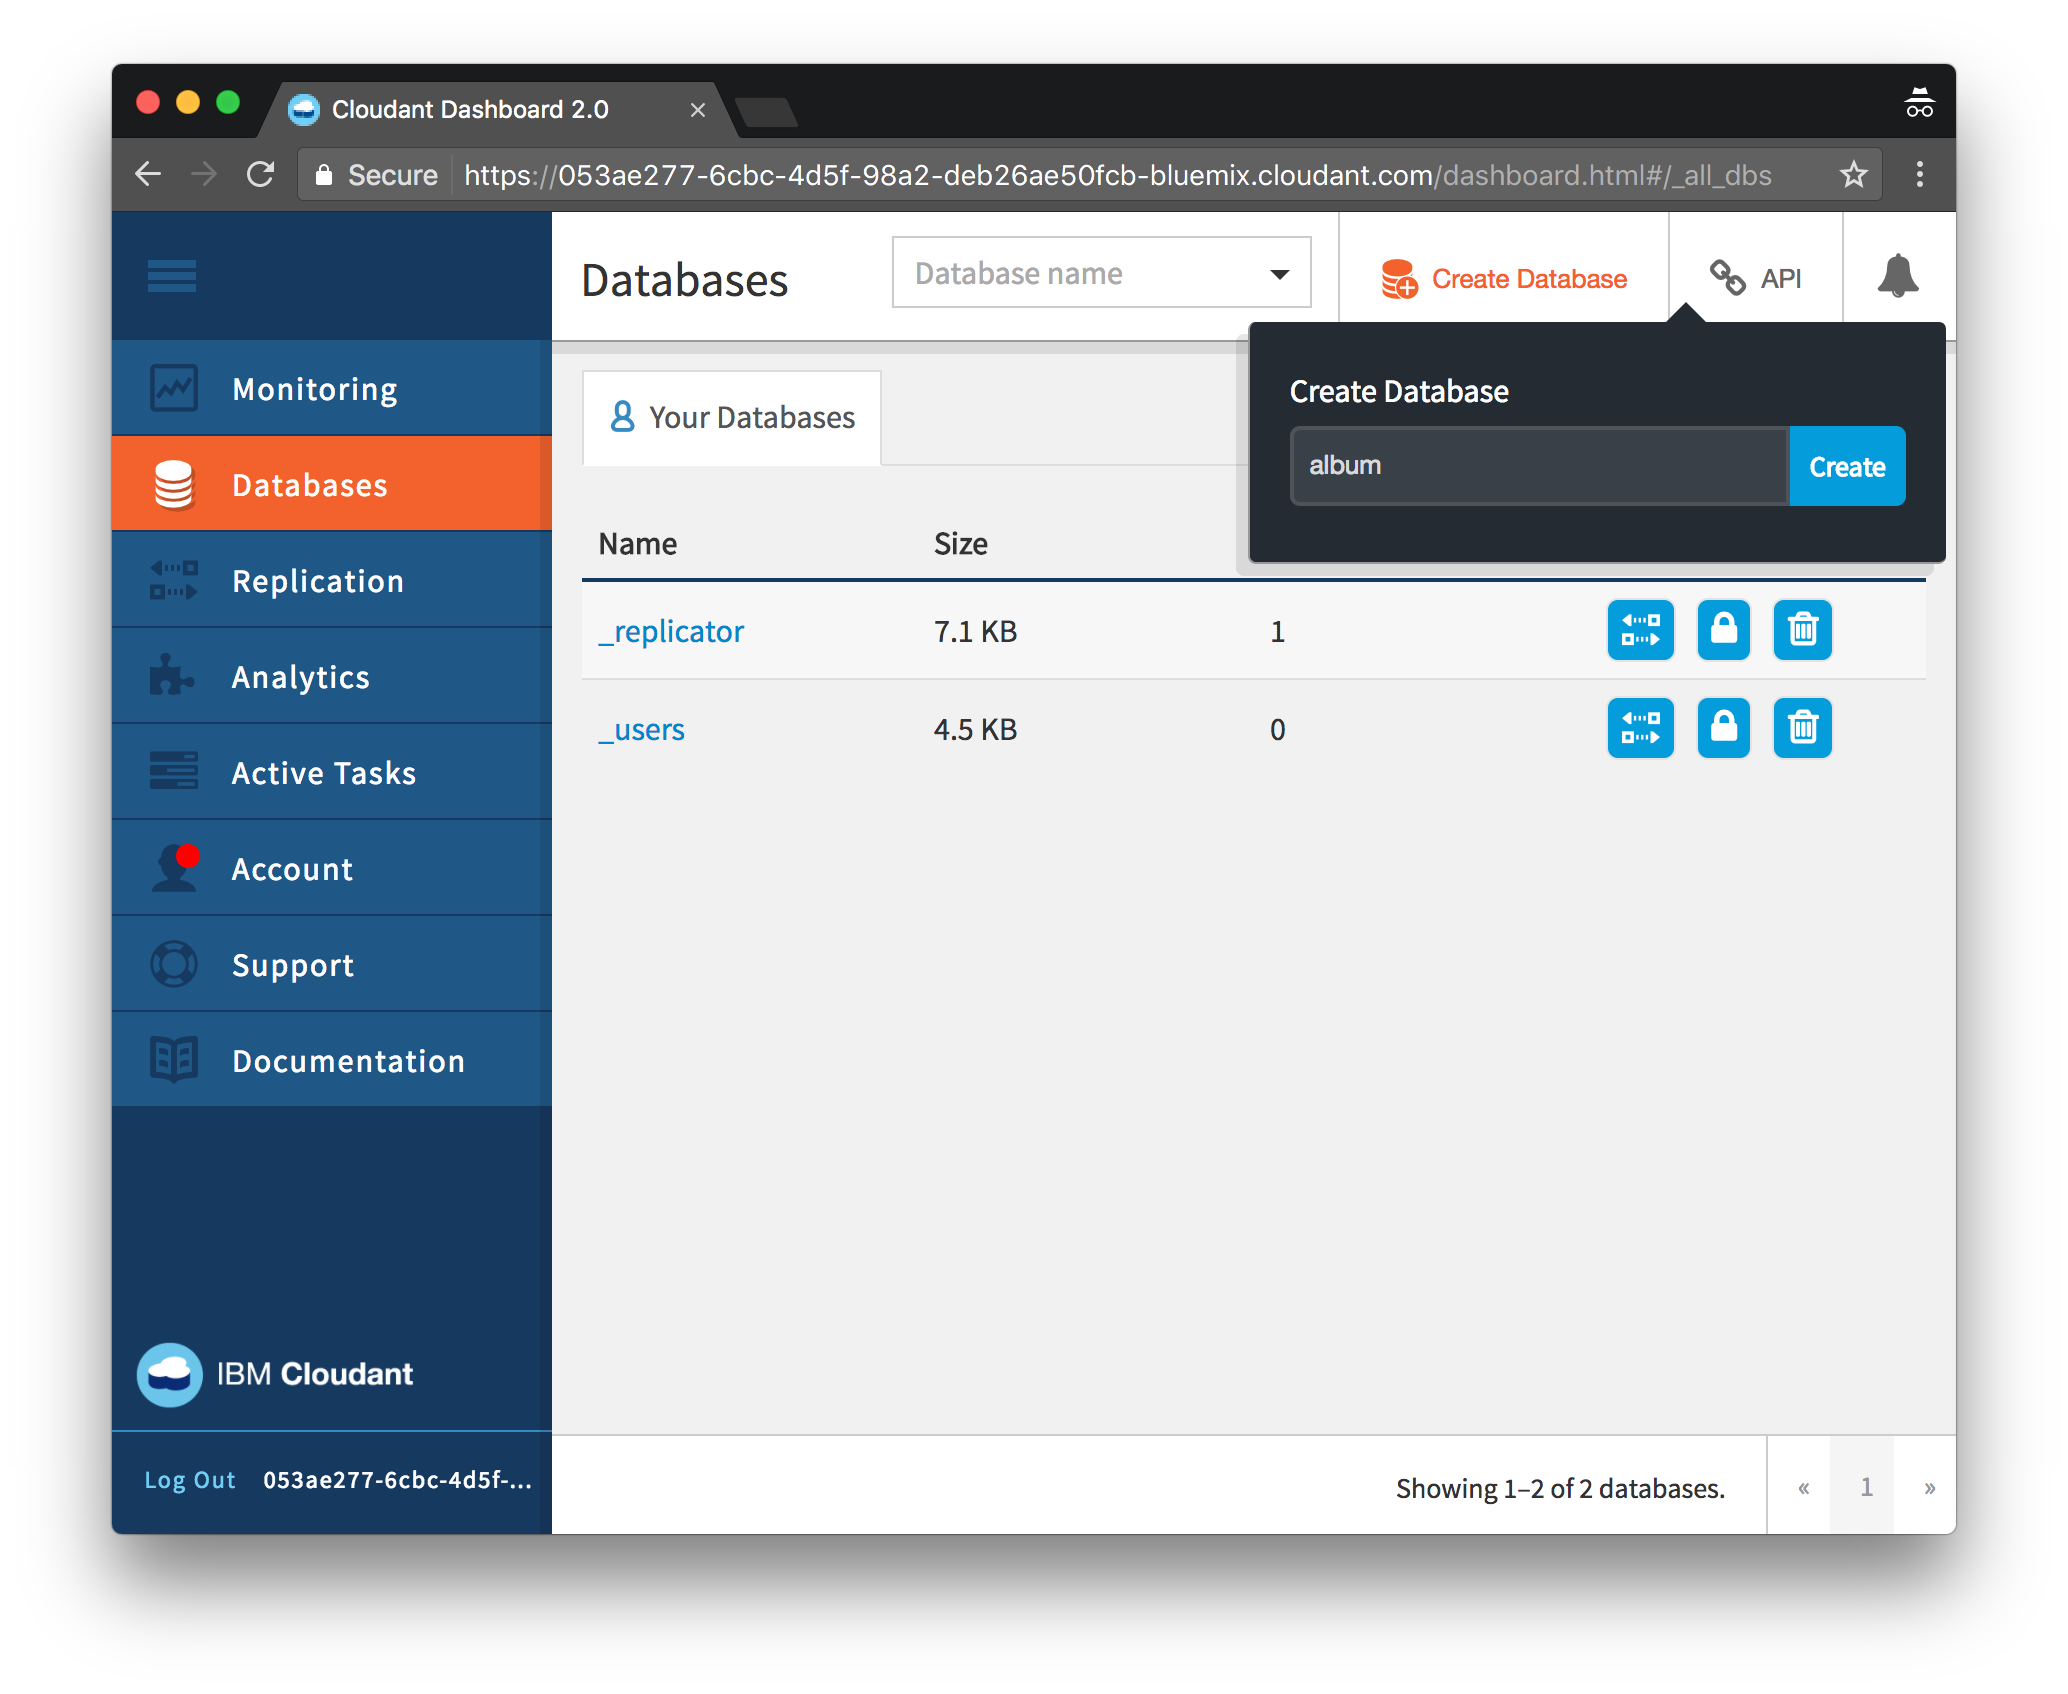 Cloudant Dashboard 2.0
Secure https://053ae277-6cbc-4d5f-98a2-deb26ae50fcb-bluemix.cloudant.com/dashboard.html#/_all_dbs
Databases
Database name
Create Database
API
Monitoring
Databases
Replication
Analytics
Active Tasks
Account
Support
Documentation
IBM Cloudant
Log Out 053ae277-6cbc-4d5f-...
Create Database
album Create
Your Databases
Name Size
_replicator 7.1 KB 1
_users 4.5 KB 0
Showing 1–2 of 2 databases. « 1 »